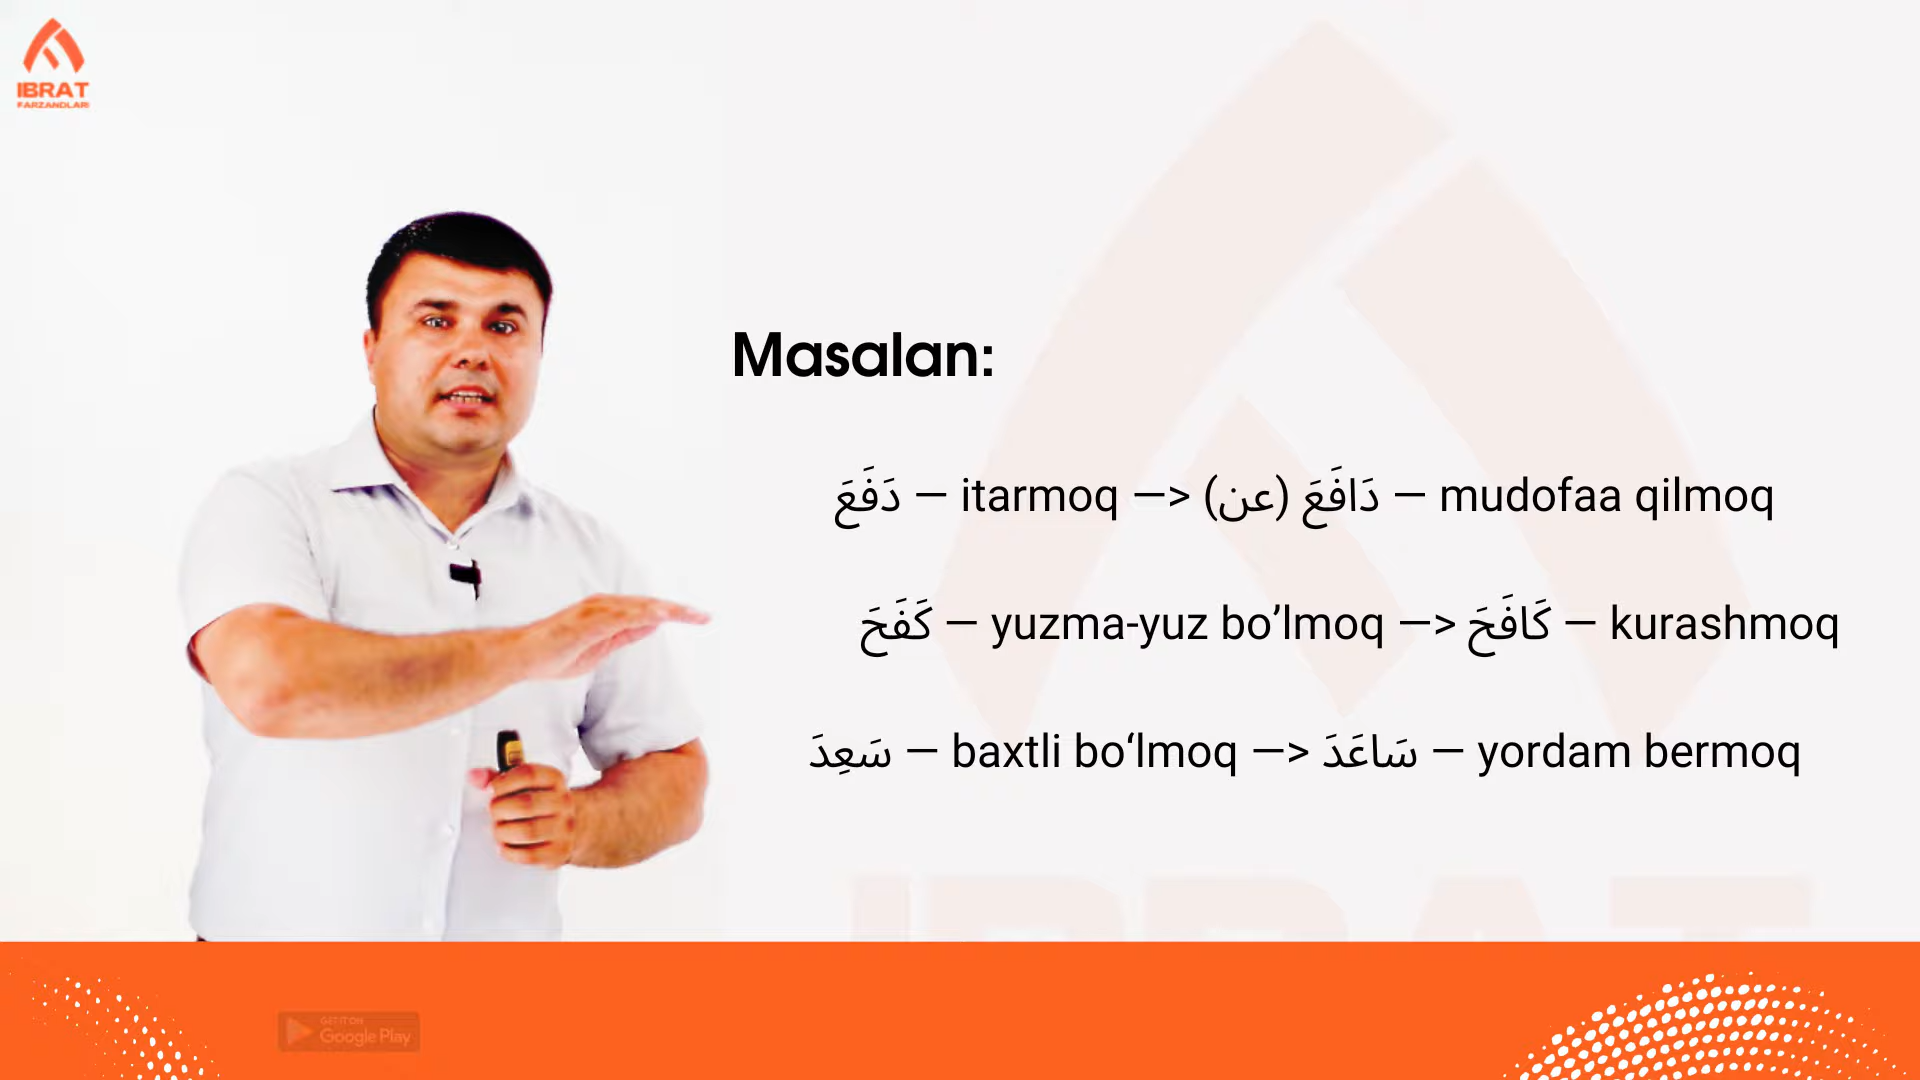 IBRAT
FARZANDLARI
Masalan:
دَفَعَ — itarmoq —> (عن) دَافَعَ — mudofaa qilmoq
كَفَحَ — yuzma-yuz bo’lmoq —> كَافَحَ — kurashmoq
سَعِدَ — baxtli bo‘lmoq —> سَاعَدَ — yordam bermoq
IBRAT
GET IT ON
Google Play